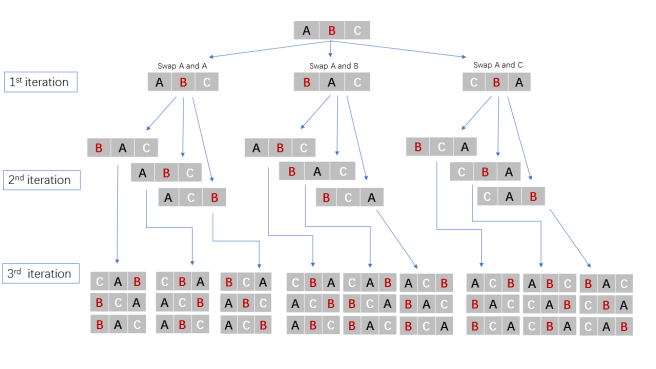 A B C
Swap A and A
Swap A and B
Swap A and C
1st iteration
A B C
B A C
C B A
B A C
A B C
B C A
2nd iteration
A B C
B A C
C B A
A C B
B C A
C A B
3rd iteration
C A B
C B A
B C A
C B A
C A B
A C B
A C B
A B C
B A C
B C A
A C B
A B C
A C B
B C A
B A C
B A C
C A B
C B A
B A C
A B C
A C B
A B C
B A C
B C A
B C A
C B A
C A B